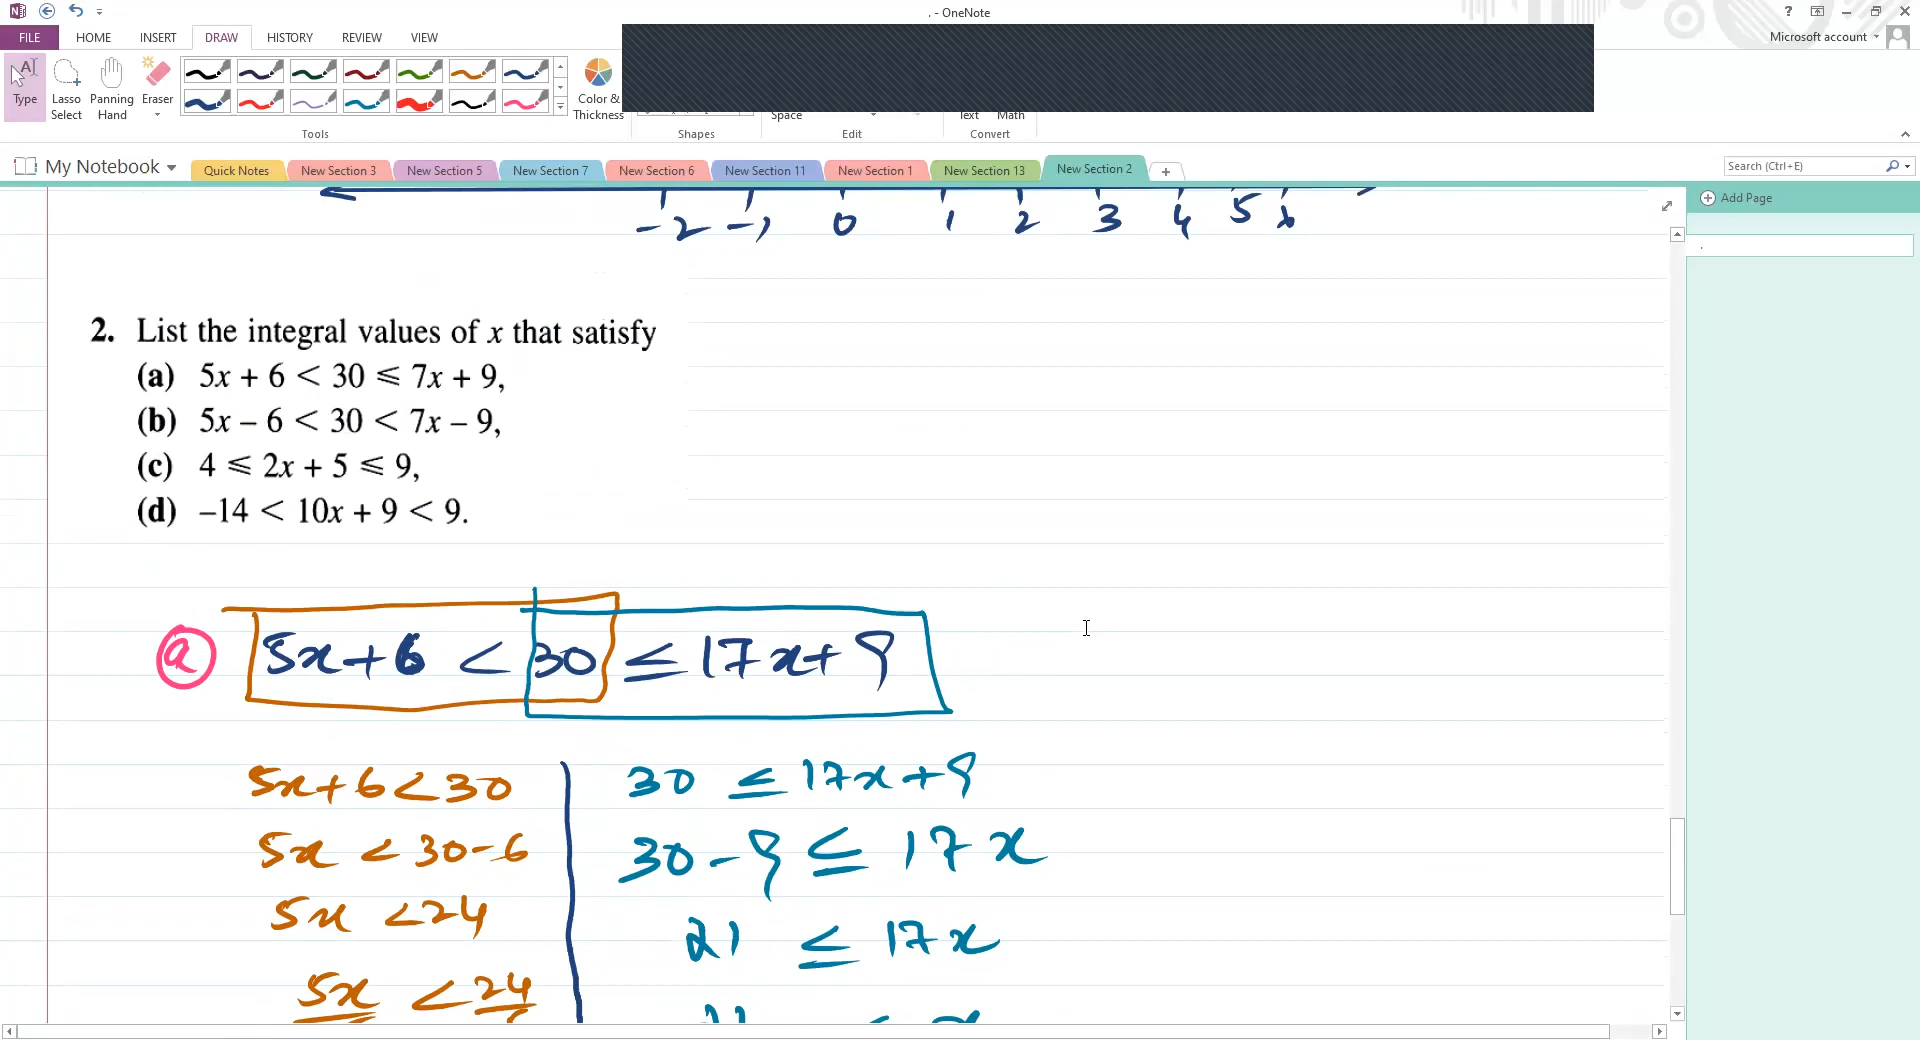 . - OneNote
?
FILE HOME INSERT DRAW HISTORY REVIEW VIEW
Microsoft account
Type
Lasso Select
Panning Hand
Eraser
Color & Thickness
Space
Text Math
Tools Shapes Edit Convert
My Notebook Quick Notes New Section 3 New Section 5 New Section 7 New Section 6 New Section 11 New Section 1 New Section 13 New Section 2 +
Search (Ctrl+E)
Add Page
.
-2 -1 0 1 2 3 4 5 6
2. List the integral values of x that satisfy
(a) 5x + 6 < 30 ⩽ 7x + 9,
(b) 5x – 6 < 30 < 7x – 9,
(c) 4 ⩽ 2x + 5 ⩽ 9,
(d) –14 < 10x + 9 < 9.
a 5x+6 < 30 ≤ 17x+9
5x+6<30
5x < 30-6
5x <24
5x < 24
30 ≤ 17x+9
30-9 ≤ 17x
21 ≤ 17x